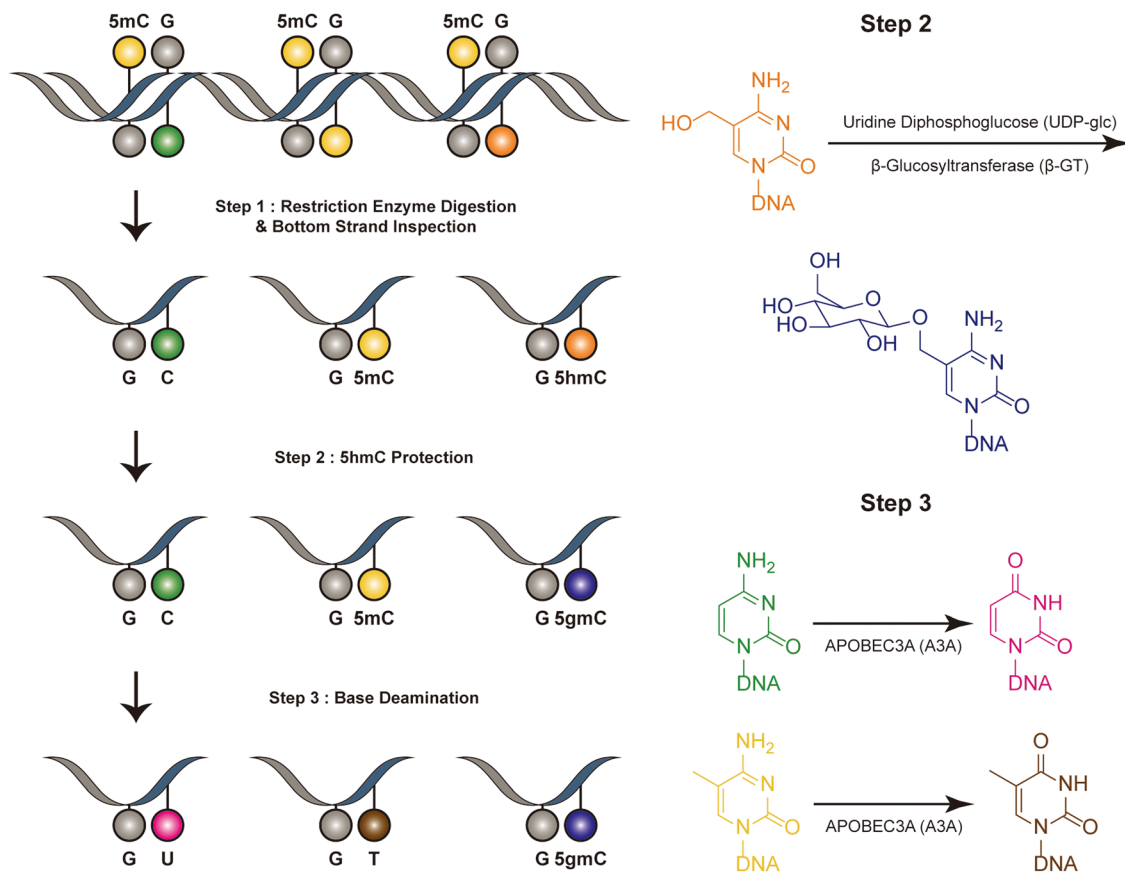 5mC G 5mC G 5mC G
Step 1 : Restriction Enzyme Digestion
& Bottom Strand Inspection
G C G 5mC G 5hmC
Step 2 : 5hmC Protection
G C G 5mC G 5gmC
Step 3 : Base Deamination
G U G T G 5gmC
Step 2
NH2
HO
N
N
O
DNA
Uridine Diphosphoglucose (UDP-glc)
β-Glucosyltransferase (β-GT)
OH
HO
O
HO
OH
O
NH2
N
N
O
DNA
Step 3
NH2
N
N
O
DNA
APOBEC3A (A3A)
O
NH
N
O
DNA
NH2
N
N
O
DNA
APOBEC3A (A3A)
O
NH
N
O
DNA